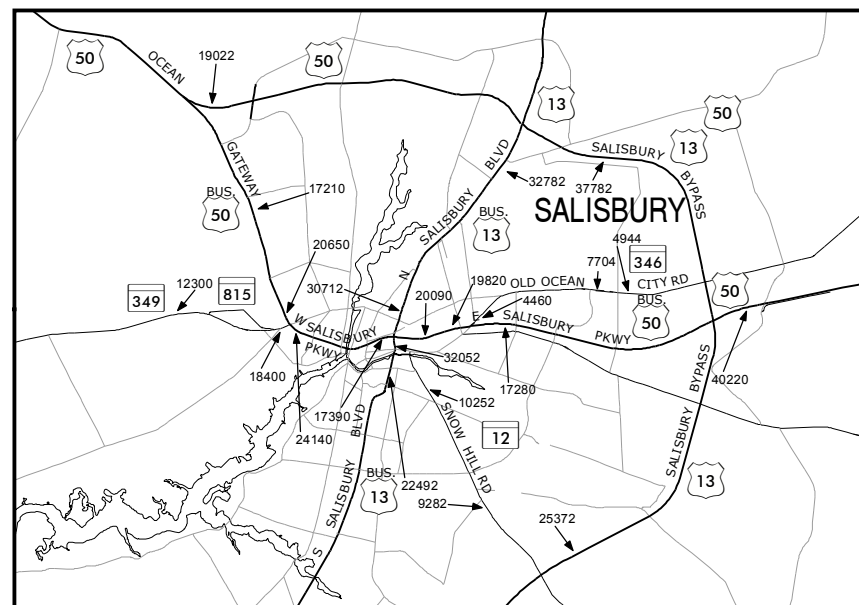 50
OCEAN
19022
50
13
50
GATEWAY
SALISBURY
13
BYPASS
BLVD
32782
37782
BUS.
50
17210
SALISBURY
BUS.
13
SALISBURY
N
20650
12300
815
349
30712
4944
346
7704
OLD OCEAN
CITY RD
19820
20090
4460
BUS.
50
50
W SALISBURY
PKWY
E SALISBURY
PKWY
18400
32052
17280
40220
BYPASS
17390
24140
10252
BLVD
SNOW HILL RD
12
BUS.
13
22492
9282
SALISBURY
S
SALISBURY
13
25372